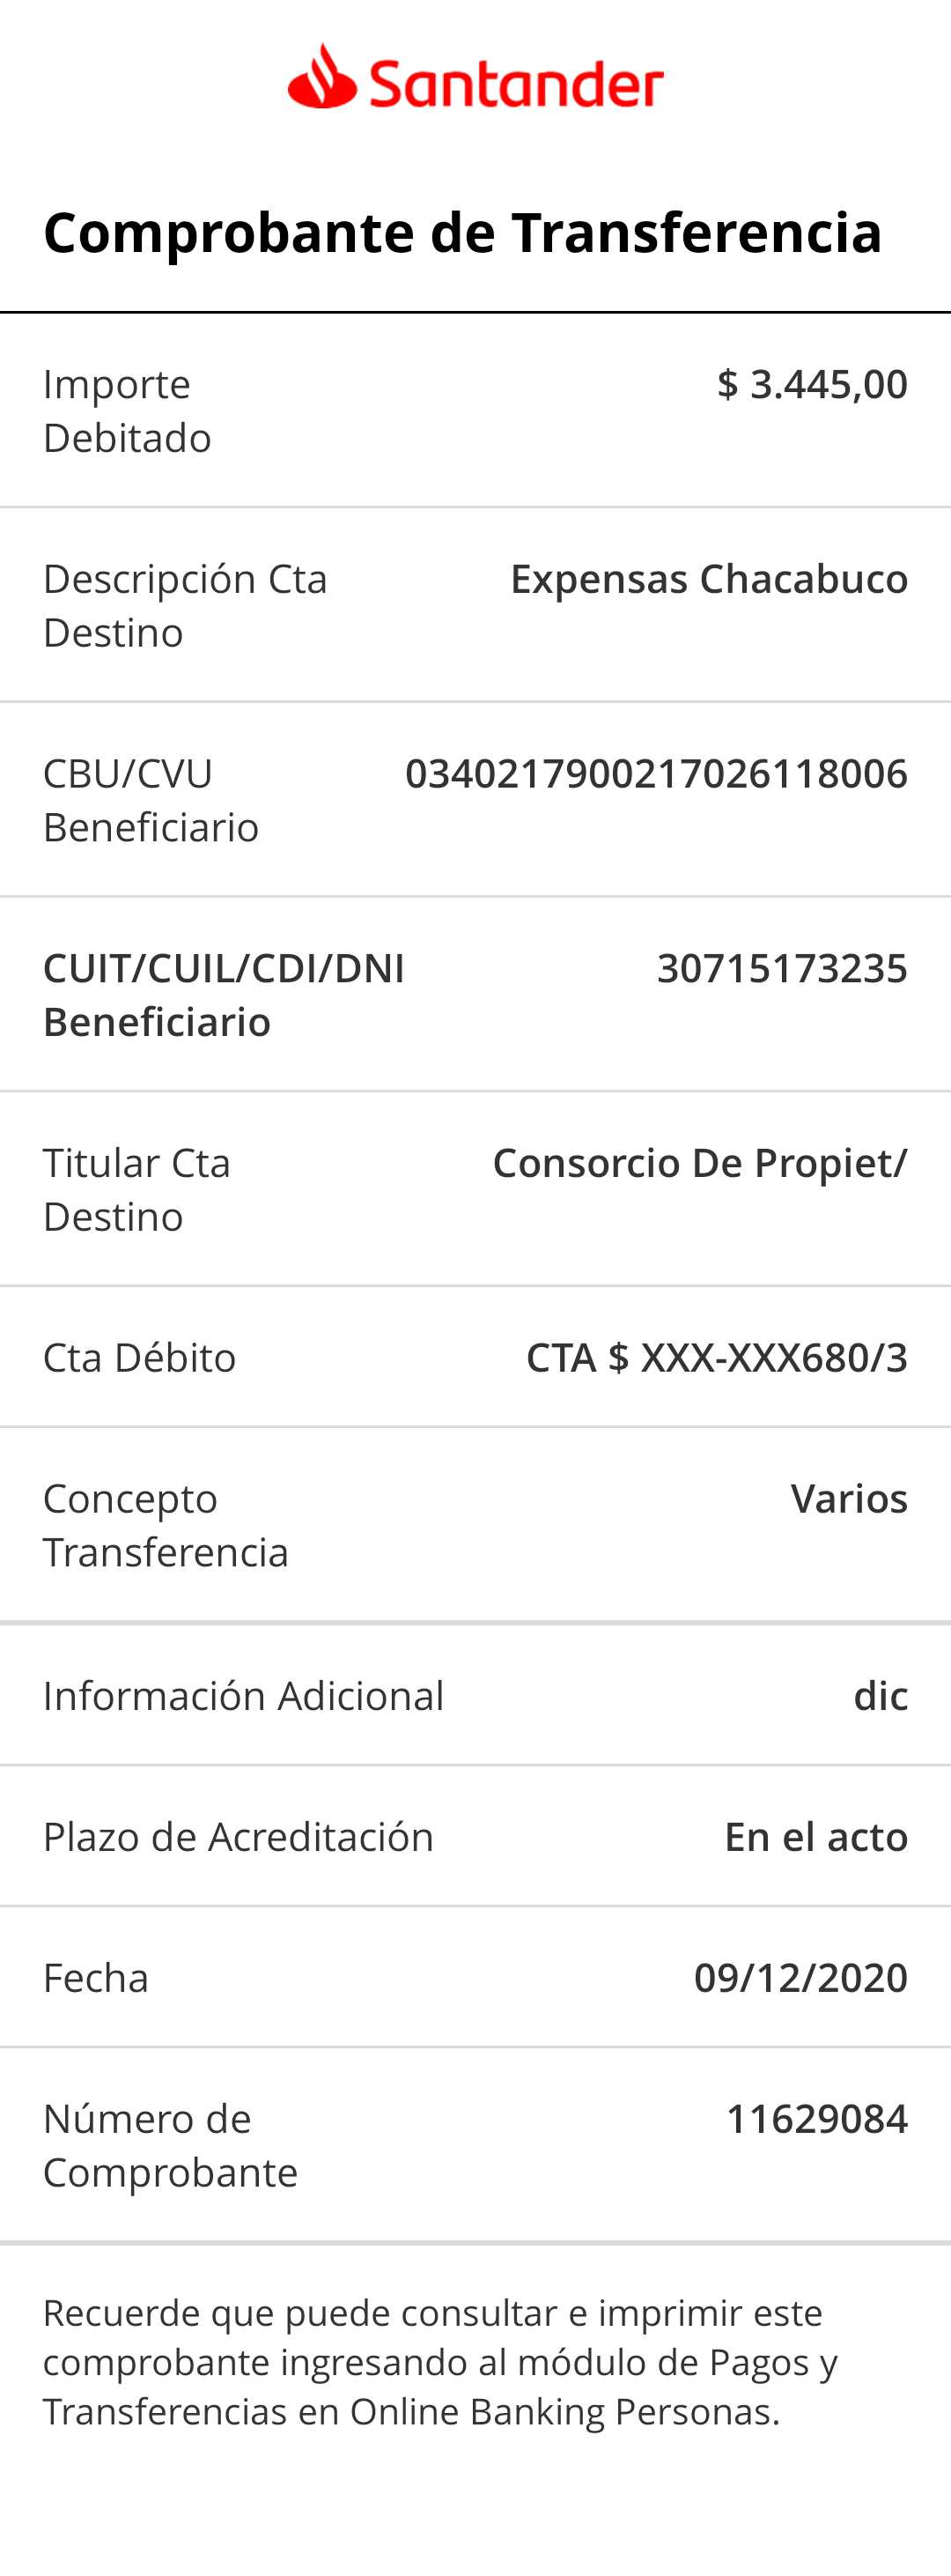 Santander
Comprobante de Transferencia
Importe $ 3.445,00
Debitado
Descripción Cta Expensas Chacabuco
Destino
CBU/CVU 0340217900217026118006
Beneficiario
CUIT/CUIL/CDI/DNI 30715173235
Beneficiario
Titular Cta Consorcio De Propiet/
Destino
Cta Débito CTA $ XXX-XXX680/3
Concepto Varios
Transferencia
Información Adicional dic
Plazo de Acreditación En el acto
Fecha 09/12/2020
Número de 11629084
Comprobante
Recuerde que puede consultar e imprimir este
comprobante ingresando al módulo de Pagos y
Transferencias en Online Banking Personas.